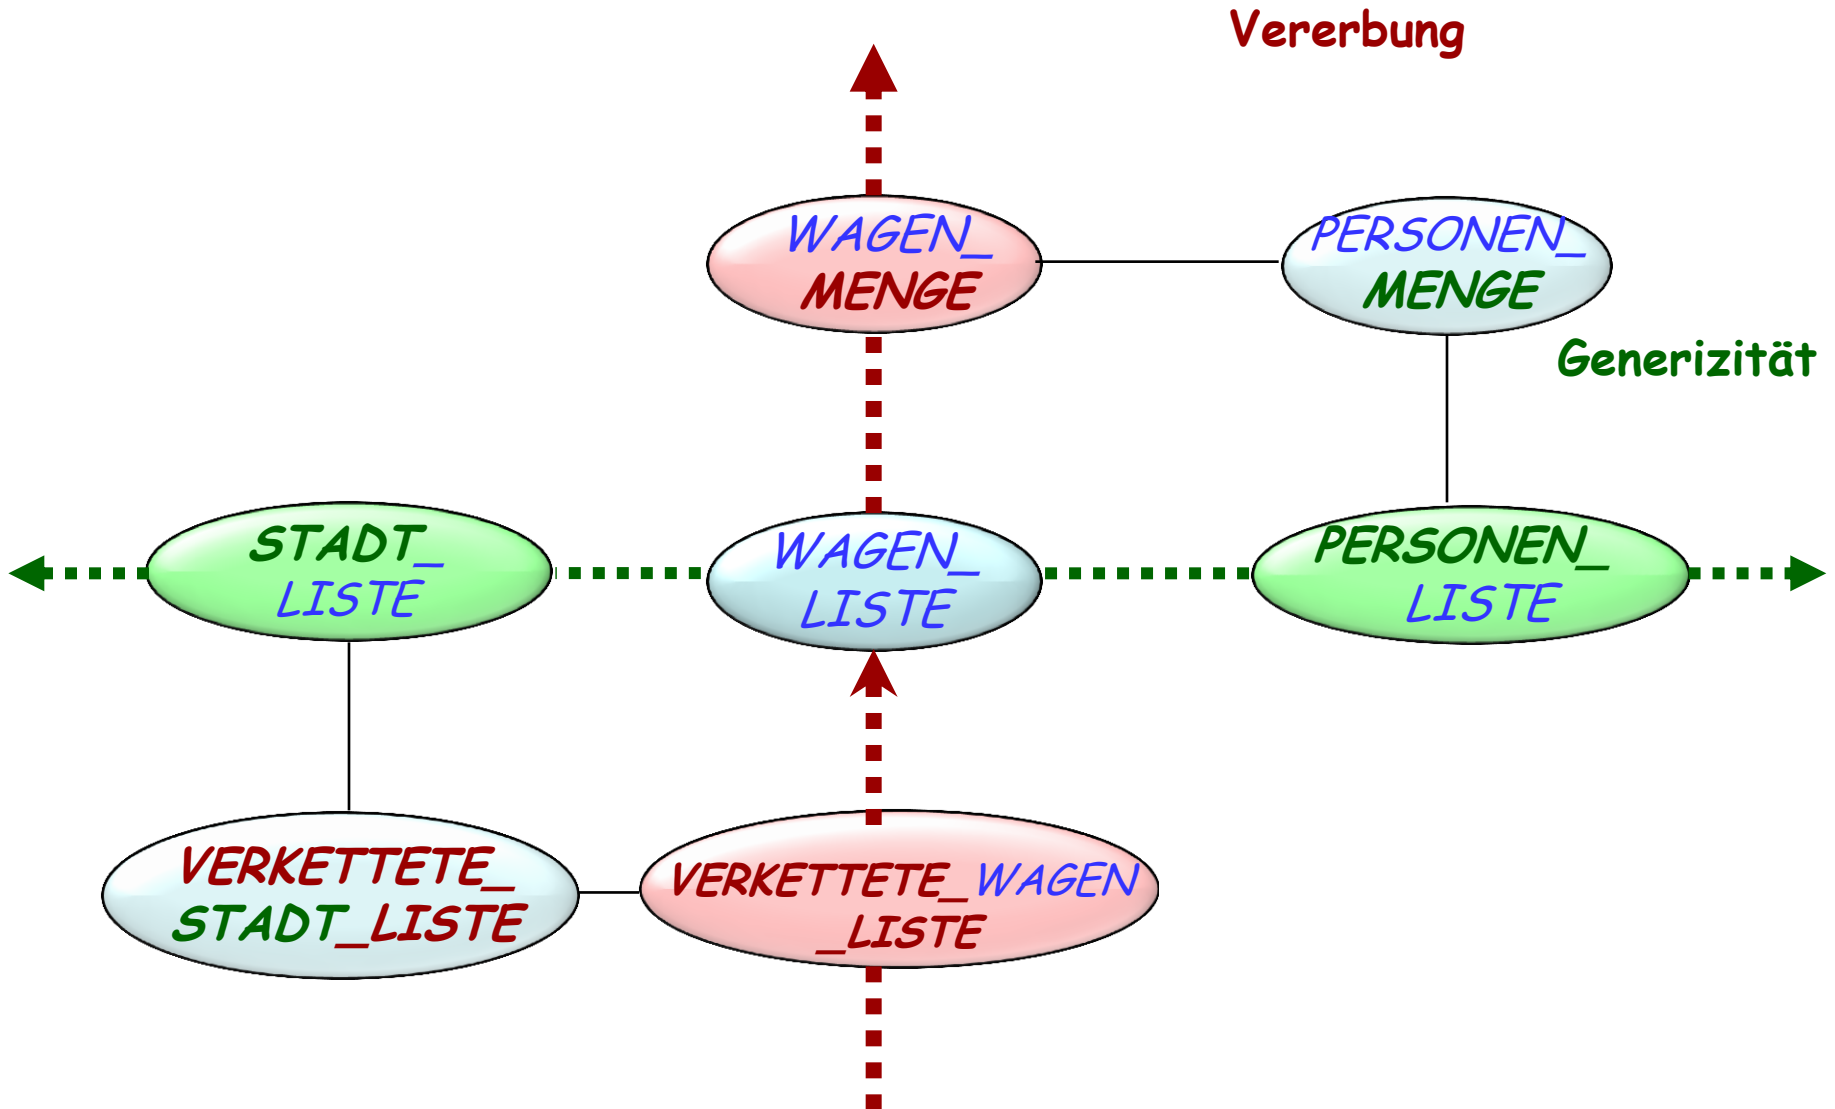 Vererbung
WAGEN_
MENGE
PERSONEN_
MENGE
Generizität
STADT_
LISTE
WAGEN_
LISTE
PERSONEN_
LISTE
VERKETTETE_
STADT_LISTE
VERKETTETE_WAGEN
_LISTE